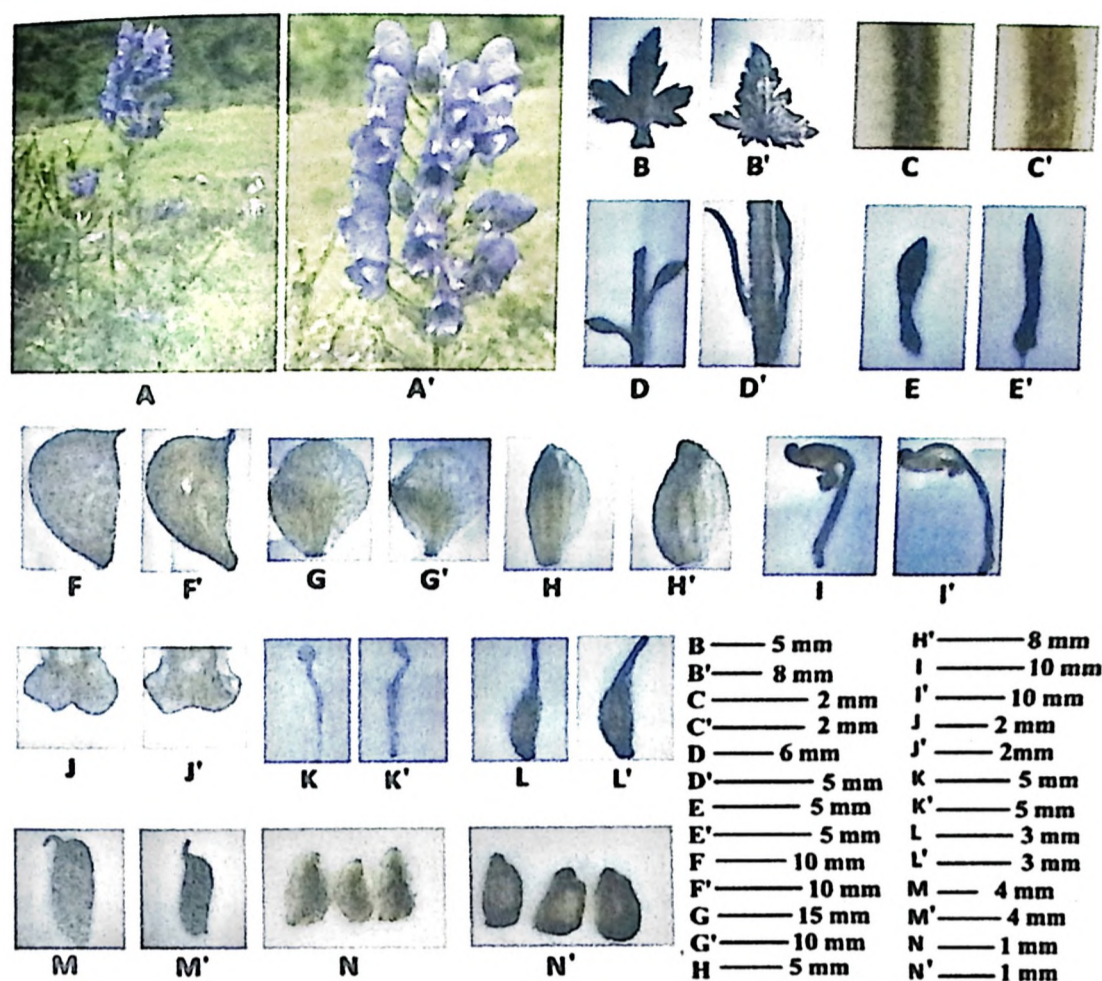 B B' C C'
A A' D D' E E'
F F' G G' H H' I I'
J J' K K' L L'
M M' N N'
B 5 mm
B' 8 mm
C 2 mm
C' 2 mm
D 6 mm
D' 5 mm
E 5 mm
E' 5 mm
F 10 mm
F' 10 mm
G 15 mm
G' 10 mm
H 5 mm
H' 8 mm
I 10 mm
I' 10 mm
J 2 mm
J' 2mm
K 5 mm
K' 5 mm
L 3 mm
L' 3 mm
M 4 mm
M' 4 mm
N 1 mm
N' 1 mm